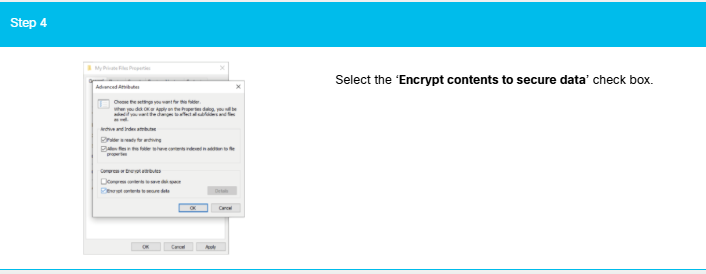 Step 4
My Private Files Properties
Select the ‘Encrypt contents to secure data’ check box.
Advanced Attributes
Choose the settings you want for this folder.
When you click OK or Apply on the Properties dialog, you will be
asked if you want the changes to affect all subfolders and files
as well.
Archive and Index attributes
Folder is ready for archiving
Allow files in this folder to have contents indexed in addition to file
properties
Compress or Encrypt attributes
Compress contents to save disk space
Encrypt contents to secure data
Details
OK
Cancel
OK
Cancel
Apply